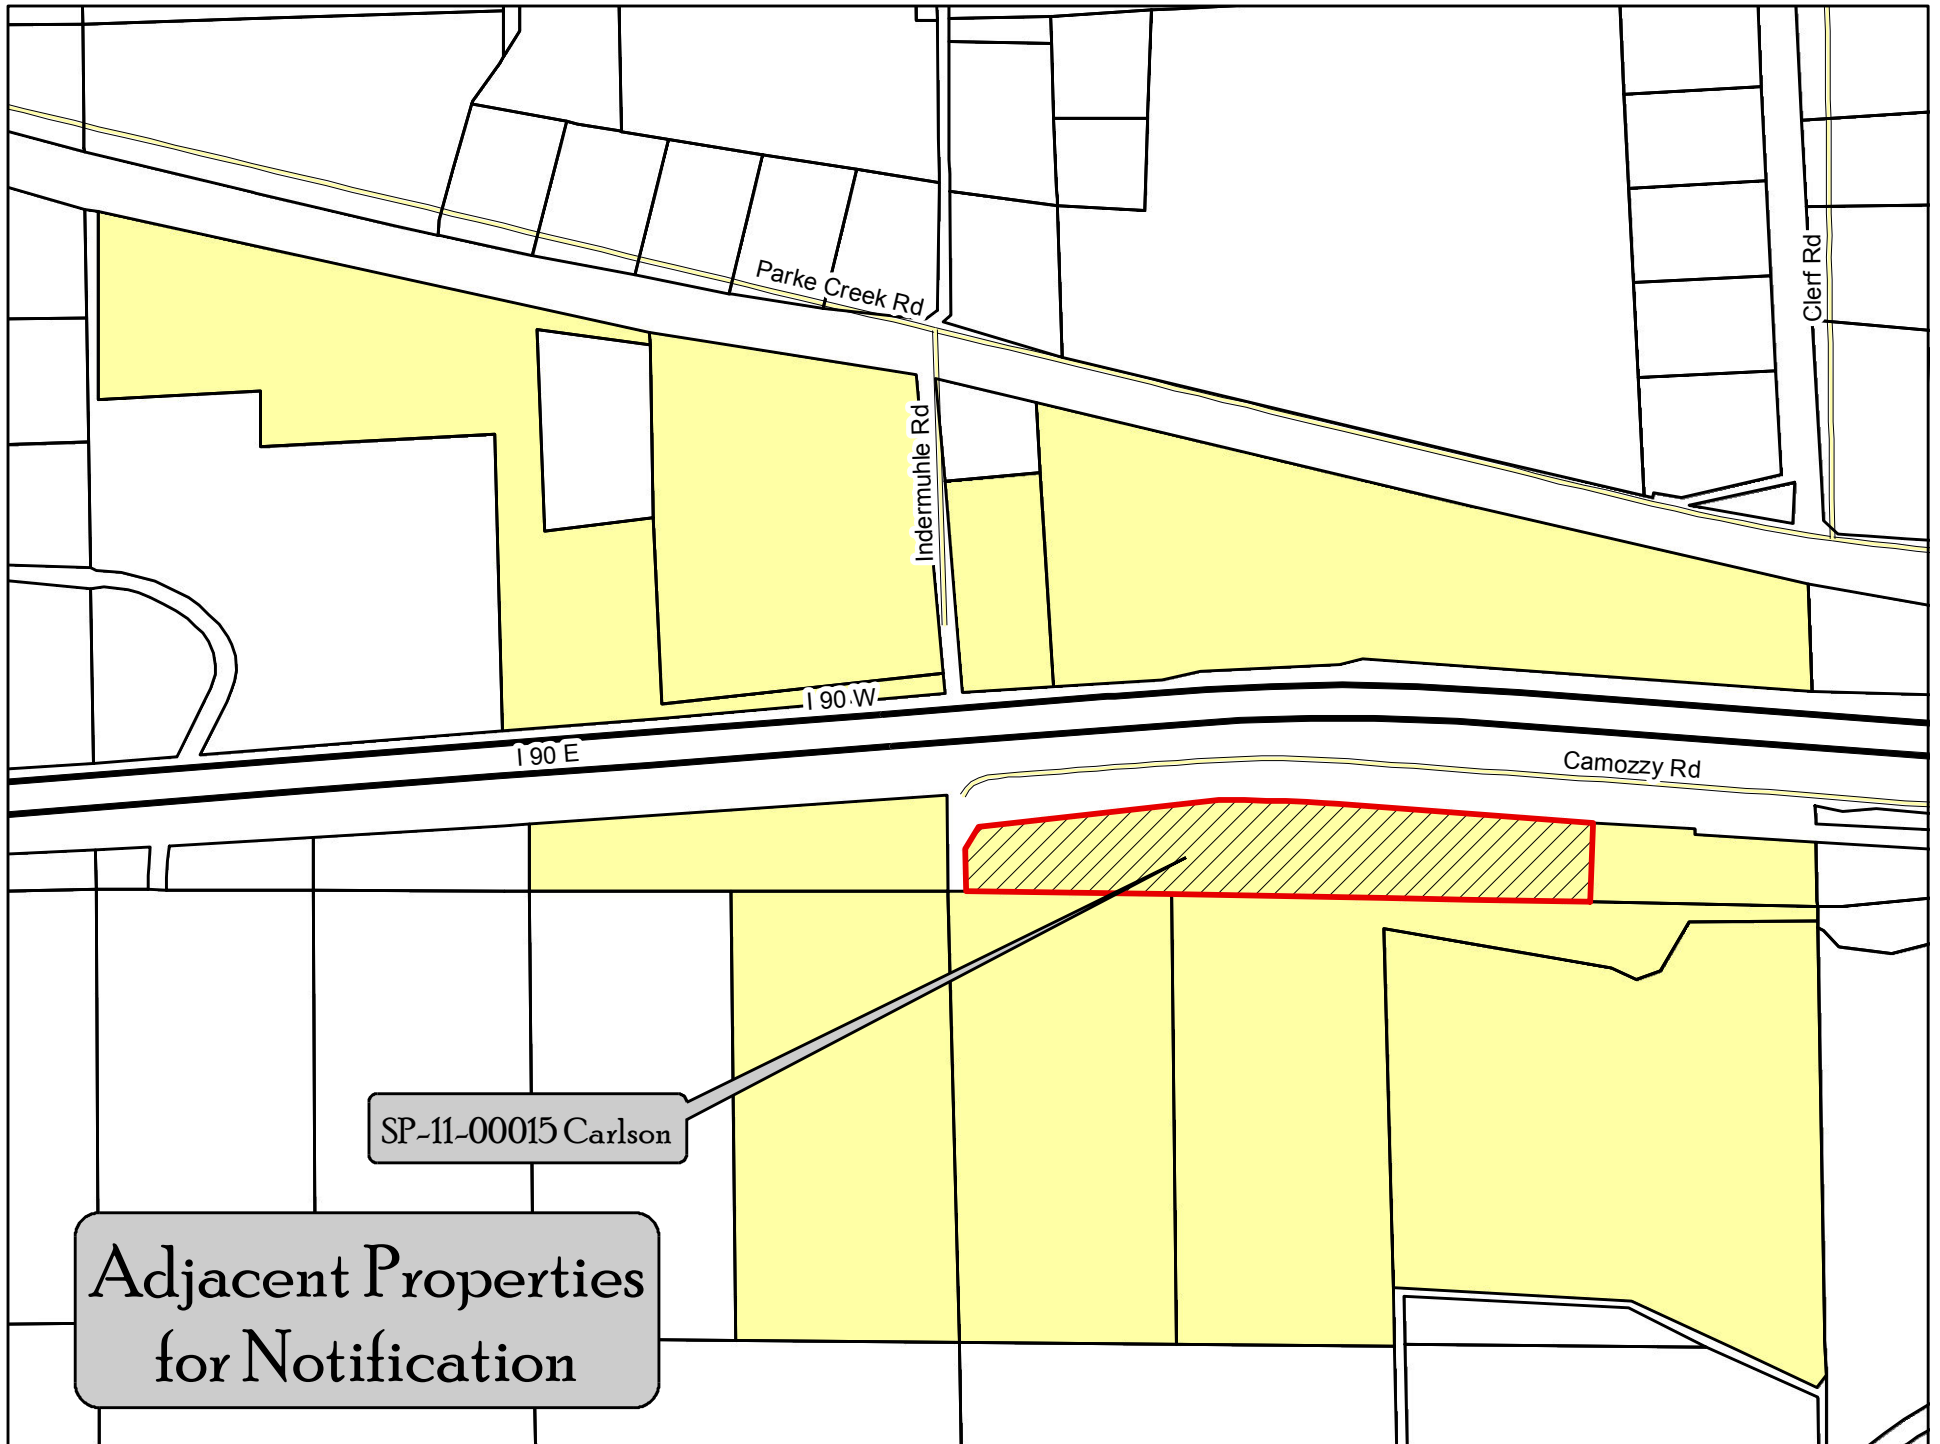 Parke Creek Rd
Clerf Rd
Indermuhle Rd
I 90 W
I 90 E
Camozzy Rd
SP-11-00015 Carlson
Adjacent Properties
for Notification